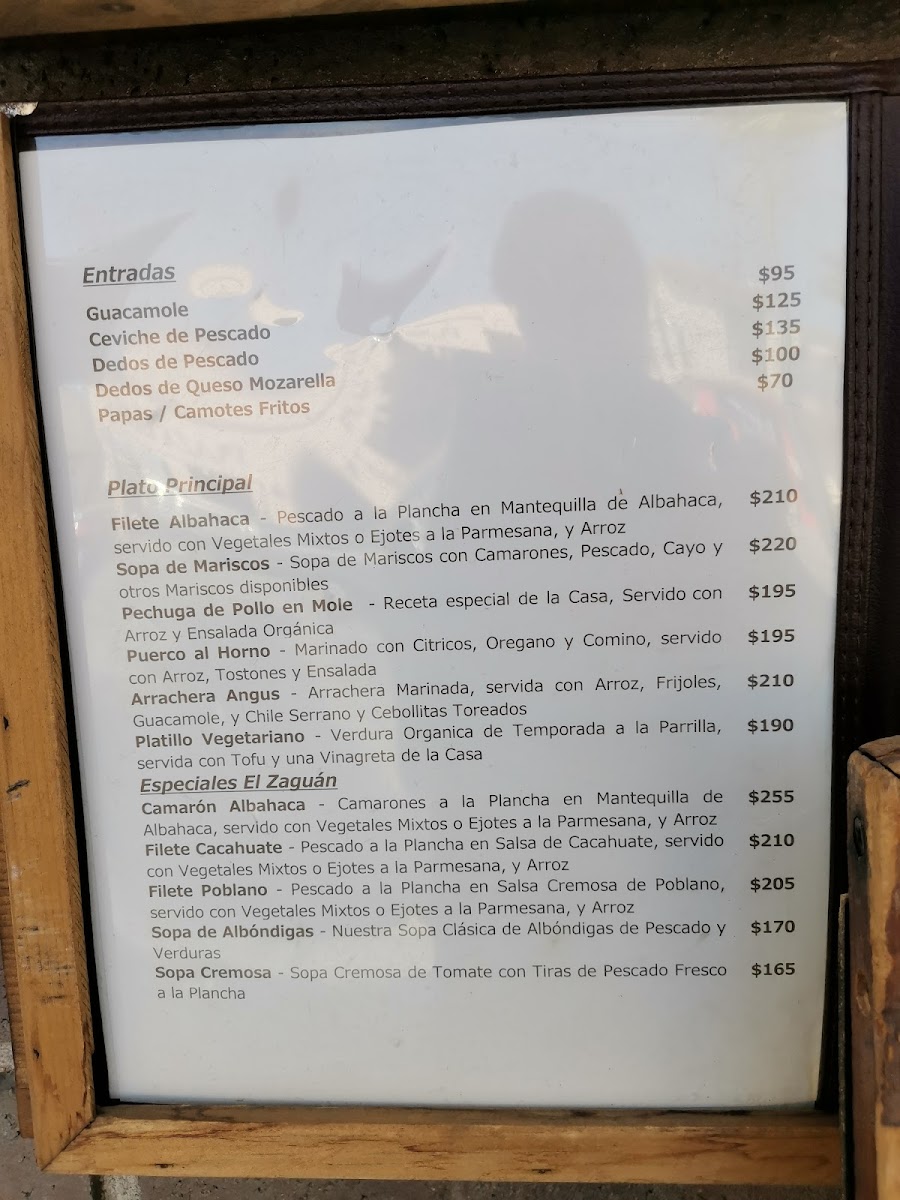 Entradas
Guacamole $95
Ceviche de Pescado $125
Dedos de Pescado $135
Dedos de Queso Mozarella $100
Papas / Camotes Fritos $70
Plato Principal
Filete Albahaca - Pescado a la Plancha en Mantequilla de Albahaca, $210
servido con Vegetales Mixtos o Ejotes a la Parmesana, y Arroz
Sopa de Mariscos - Sopa de Mariscos con Camarones, Pescado, Cayo y $220
otros Mariscos disponibles
Pechuga de Pollo en Mole - Receta especial de la Casa, Servido con $195
Arroz y Ensalada Orgánica
Puerco al Horno - Marinado con Citricos, Oregano y Comino, servido $195
con Arroz, Tostones y Ensalada
Arrachera Angus - Arrachera Marinada, servida con Arroz, Frijoles, $210
Guacamole, y Chile Serrano y Cebollitas Toreados
Platillo Vegetariano - Verdura Organica de Temporada a la Parrilla, $190
servida con Tofu y una Vinagreta de la Casa
Especiales El Zaguán
Camarón Albahaca - Camarones a la Plancha en Mantequilla de $255
Albahaca, servido con Vegetales Mixtos o Ejotes a la Parmesana, y Arroz
Filete Cacahuate - Pescado a la Plancha en Salsa de Cacahuate, servido $210
con Vegetales Mixtos o Ejotes a la Parmesana, y Arroz
Filete Poblano - Pescado a la Plancha en Salsa Cremosa de Poblano, $205
servido con Vegetales Mixtos o Ejotes a la Parmesana, y Arroz
Sopa de Albóndigas - Nuestra Sopa Clásica de Albóndigas de Pescado y $170
Verduras
Sopa Cremosa - Sopa Cremosa de Tomate con Tiras de Pescado Fresco $165
a la Plancha